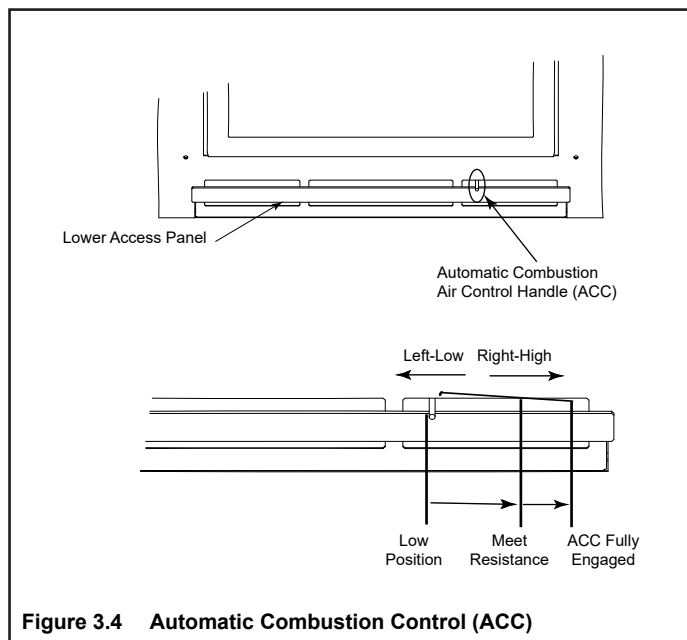 Lower Access Panel
Automatic Combustion
Air Control Handle (ACC)
Left-Low
Right-High
Low
Position
Meet
Resistance
ACC Fully
Engaged
Figure 3.4 Automatic Combustion Control (ACC)